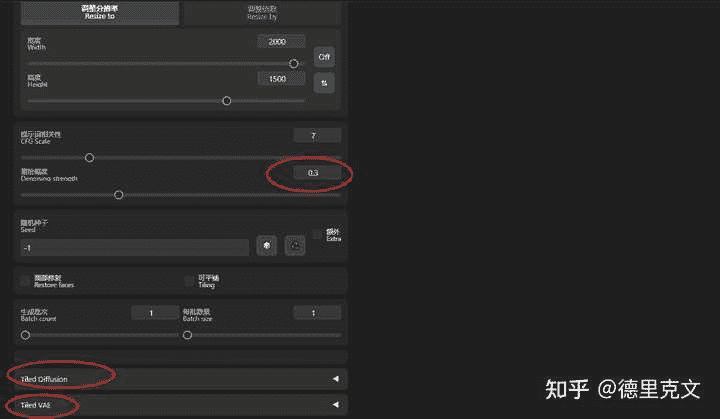 调整分辨率
Resize to
调整倍数
Resize by
宽度
Width
2000
Off
高度
Height
1500
提示词相关性
CFG Scale
7
重绘幅度
Denoising strength
0.3
随机种子
Seed
-1
额外
Extra
面部修复
Restore faces
可平铺
Tiling
生成批次
Batch count
1
每批数量
Batch size
1
Tiled Diffusion
Tiled VAE
知乎 @德里克文